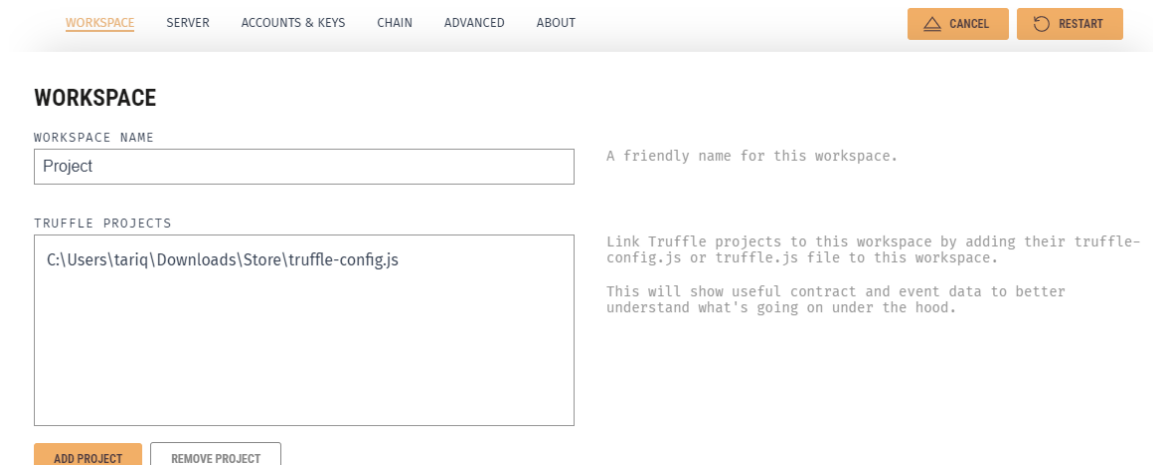 WORKSPACE SERVER ACCOUNTS & KEYS CHAIN ADVANCED ABOUT CANCEL RESTART
WORKSPACE
WORKSPACE NAME
Project
A friendly name for this workspace.
TRUFFLE PROJECTS
C:\Users\tariq\Downloads\Store\truffle-config.js
Link Truffle projects to this workspace by adding their truffle-
config.js or truffle.js file to this workspace.
This will show useful contract and event data to better
understand what's going on under the hood.
ADD PROJECT REMOVE PROJECT